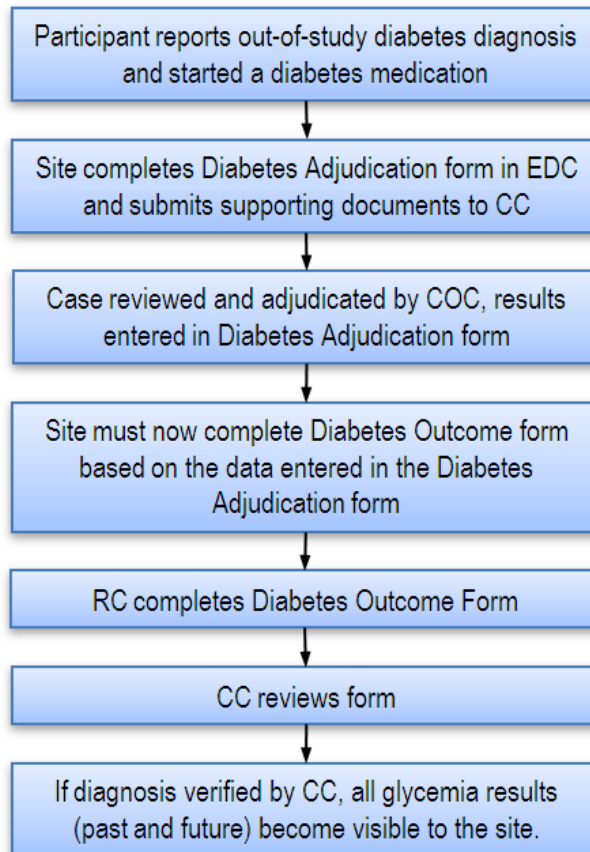 Participant reports out-of-study diabetes diagnosis
and started a diabetes medication
Site completes Diabetes Adjudication form in EDC
and submits supporting documents to CC
Case reviewed and adjudicated by COC, results
entered in Diabetes Adjudication form
Site must now complete Diabetes Outcome form
based on the data entered in the Diabetes
Adjudication form
RC completes Diabetes Outcome Form
CC reviews form
If diagnosis verified by CC, all glycemia results
(past and future) become visible to the site.